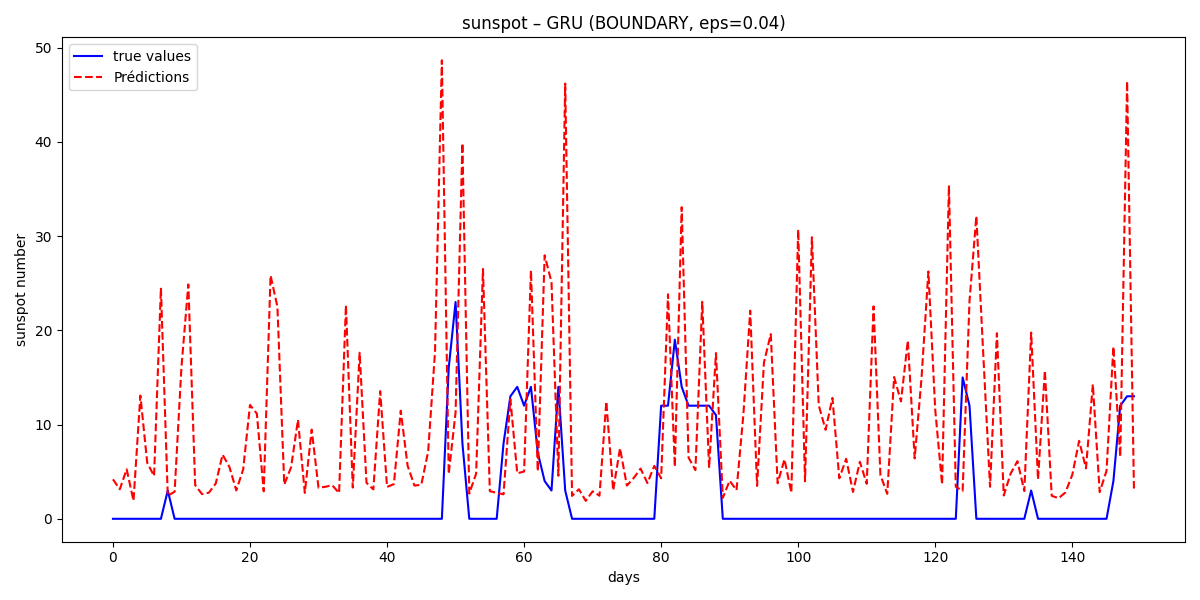 sunspot – GRU (BOUNDARY, eps=0.04)
true values
Prédictions
sunspot number
50
40
30
20
10
0
0 20 40 60 80 100 120 140
days